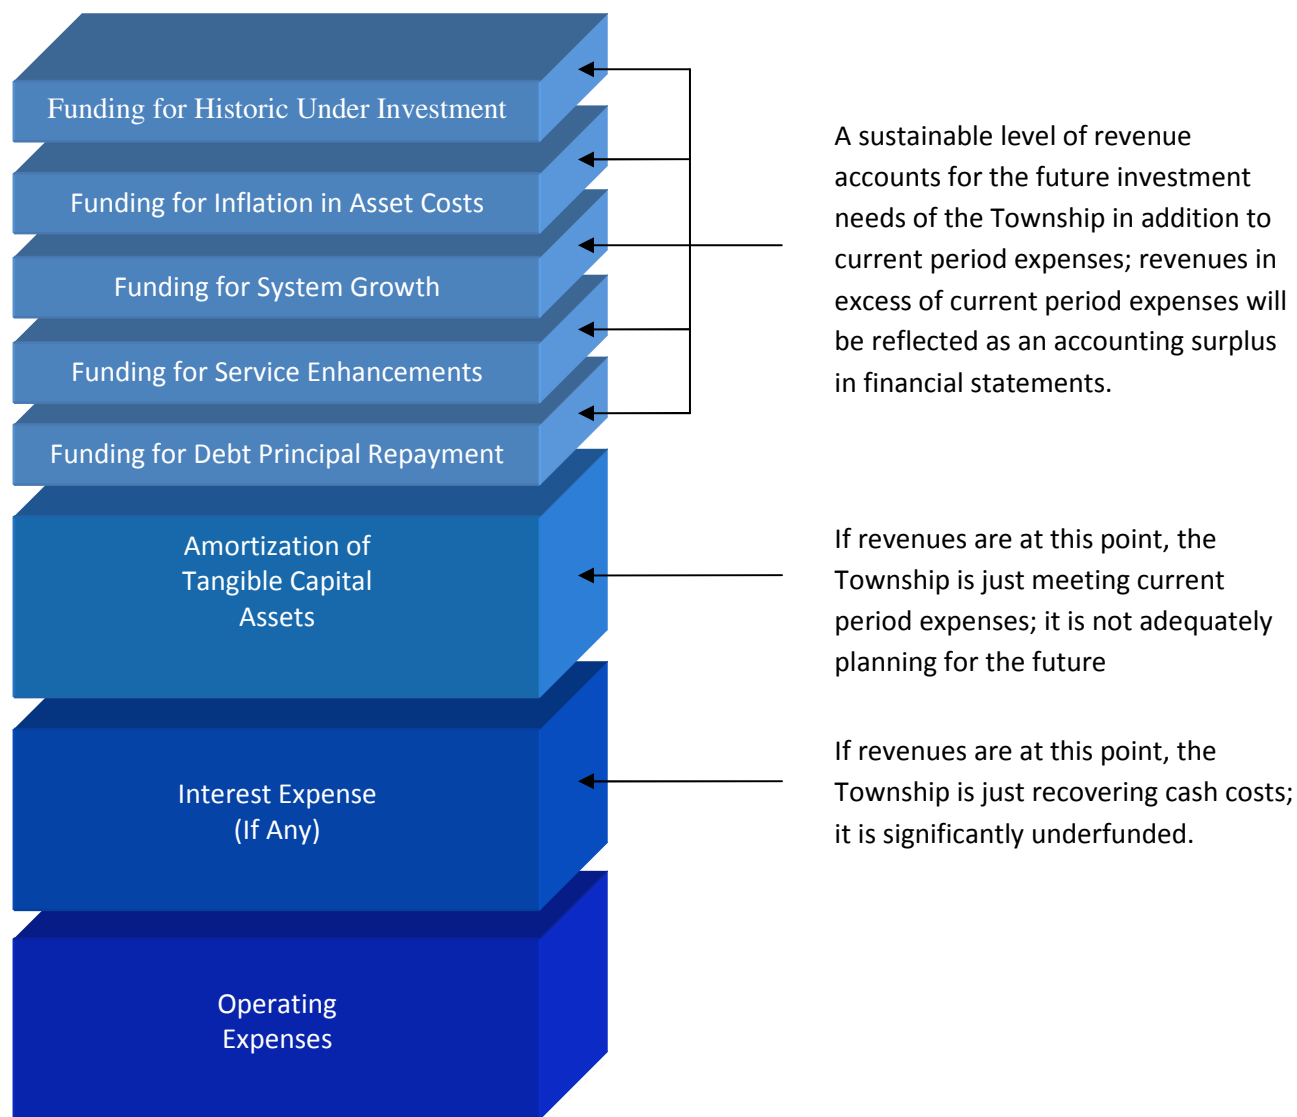 Funding for Historic Under Investment
Funding for Inflation in Asset Costs
Funding for System Growth
Funding for Service Enhancements
Funding for Debt Principal Repayment
Amortization of
Tangible Capital
Assets
Interest Expense
(If Any)
Operating
Expenses
A sustainable level of revenue
accounts for the future investment
needs of the Township in addition to
current period expenses; revenues in
excess of current period expenses will
be reflected as an accounting surplus
in financial statements.
If revenues are at this point, the
Township is just meeting current
period expenses; it is not adequately
planning for the future
If revenues are at this point, the
Township is just recovering cash costs;
it is significantly underfunded.